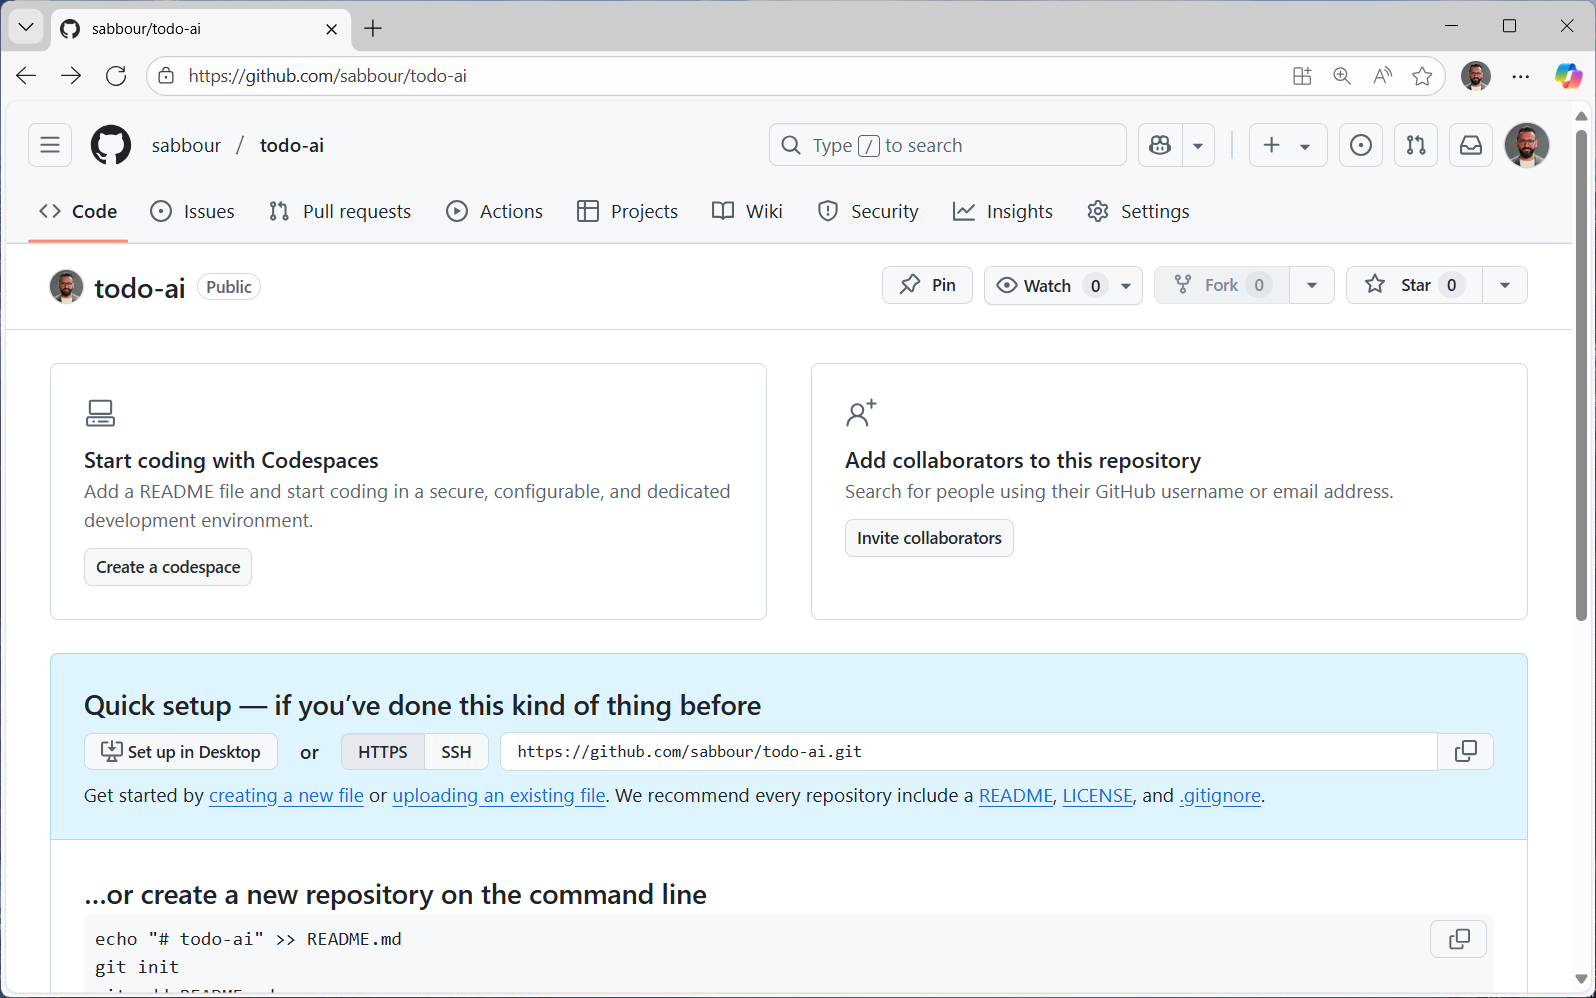 sabbour/todo-ai
https://github.com/sabbour/todo-ai
sabbour / todo-ai
Type / to search
Code Issues Pull requests Actions Projects Wiki Security Insights Settings
todo-ai Public
Pin Watch 0 Fork 0 Star 0
Start coding with Codespaces
Add a README file and start coding in a secure, configurable, and dedicated
development environment.
Create a codespace
Add collaborators to this repository
Search for people using their GitHub username or email address.
Invite collaborators
Quick setup — if you’ve done this kind of thing before
Set up in Desktop or HTTPS SSH https://github.com/sabbour/todo-ai.git
Get started by creating a new file or uploading an existing file. We recommend every repository include a README, LICENSE, and .gitignore.
…or create a new repository on the command line
echo "# todo-ai" >> README.md
git init